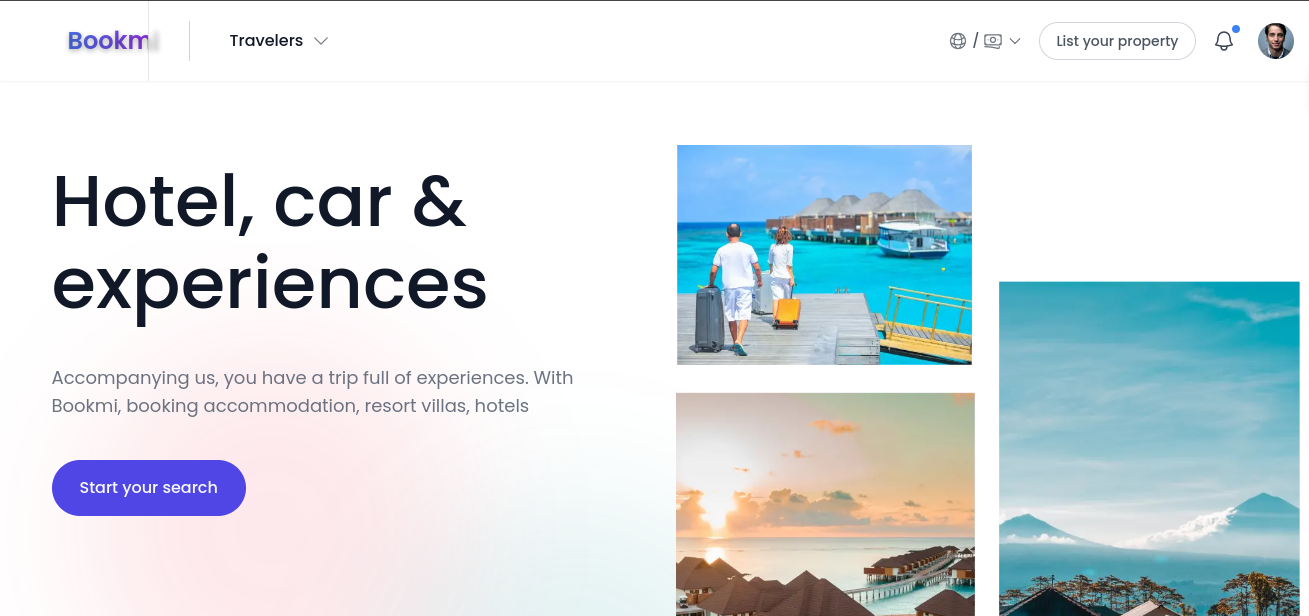 Bookmi
Travelers
/
List your property
Hotel, car &
experiences
Accompanying us, you have a trip full of experiences. With
Bookmi, booking accommodation, resort villas, hotels
Start your search